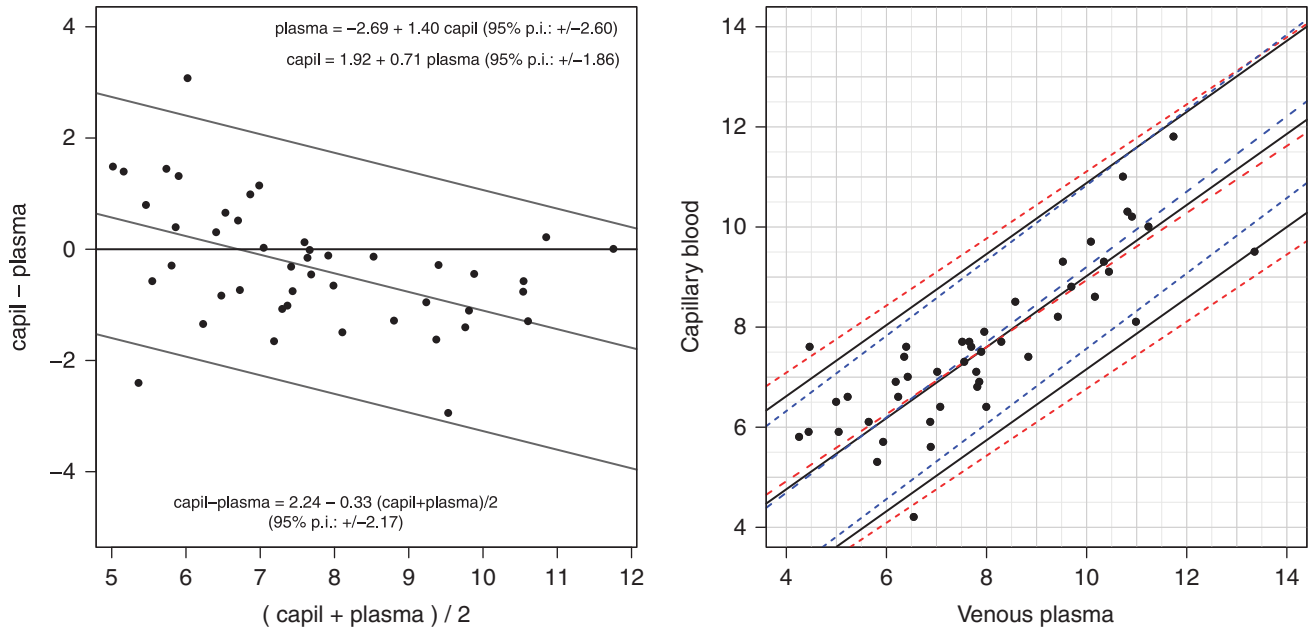 plasma = −2.69 + 1.40 capil (95% p.i.: +/−2.60)
capil = 1.92 + 0.71 plasma (95% p.i.: +/−1.86)
capil−plasma = 2.24 − 0.33 (capil+plasma)/2
(95% p.i.: +/−2.17)
capil − plasma
4
2
0
−2
−4
5 6 7 8 9 10 11 12
( capil + plasma ) / 2
Capillary blood
14
12
10
8
6
4
4 6 8 10 12 14
Venous plasma